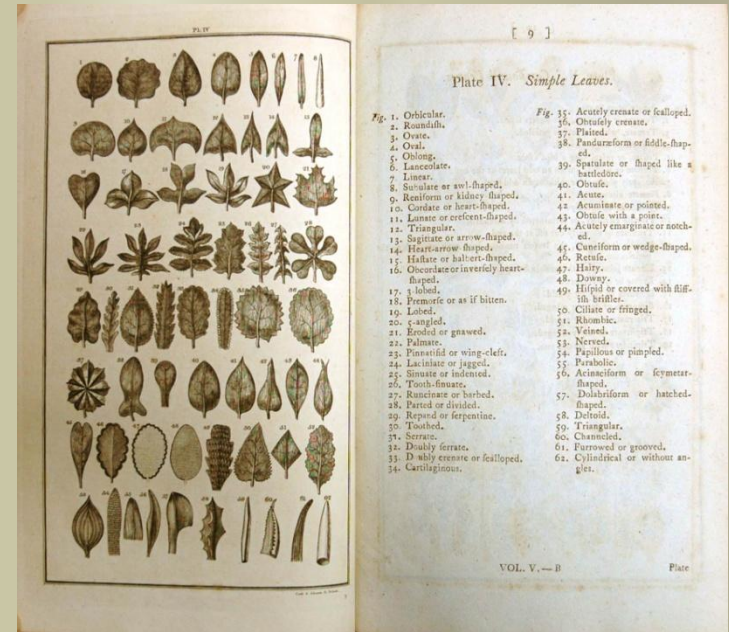 Pl. IV
[ 9 ]
Plate IV. Simple Leaves.
Fig. 1. Orbicular.
2. Roundish.
3. Ovate.
4. Oval.
5. Oblong.
6. Lanceolate.
7. Linear.
8. Subulate or awl-shaped.
9. Reniform or kidney shaped.
10. Cordate or heart-shaped.
11. Lunate or crescent-shaped.
12. Triangular.
13. Sagittate or arrow-shaped.
14. Heart-arrow shaped.
15. Hastate or halbert-shaped.
16. Obcordate or inversely heart-
shaped.
17. 3-lobed.
18. Premorse or as if bitten.
19. Lobed.
20. 5-angled.
21. Eroded or gnawed.
22. Palmate.
23. Pinnatifid or wing-cleft.
24. Laciniate or jagged.
25. Sinuate or indented.
26. Tooth-sinuate.
27. Runcinate or barbed.
28. Parted or divided.
29. Repand or serpentine.
30. Toothed.
31. Serrate.
32. Doubly serrate.
33. Doubly crenate or scalloped.
34. Cartilaginous.
Fig. 35. Acutely crenate or scalloped.
36. Obtusely crenate.
37. Plaited.
38. Panduræform or fiddle-shap-
ed.
39. Spatulate or shaped like a
battledore.
40. Obtuse.
41. Acute.
42. Acuminate or pointed.
43. Obtuse with a point.
44. Acutely emarginate or notch-
ed.
45. Cuneiform or wedge-shaped.
46. Retuse.
47. Hairy.
48. Downy.
49. Hispid or covered with stiff-
ish bristles.
50. Ciliate or fringed.
51. Rhombic.
52. Veined.
53. Nerved.
54. Papillous or pimpled.
55. Parabolic.
56. Acinaciform or scymetar-
shaped.
57. Dolabriform or hatched-
shaped.
58. Deltoid.
59. Triangular.
60. Channeled.
61. Furrowed or grooved.
62. Cylindrical or without an-
gles.
VOL. V.—B
Plate